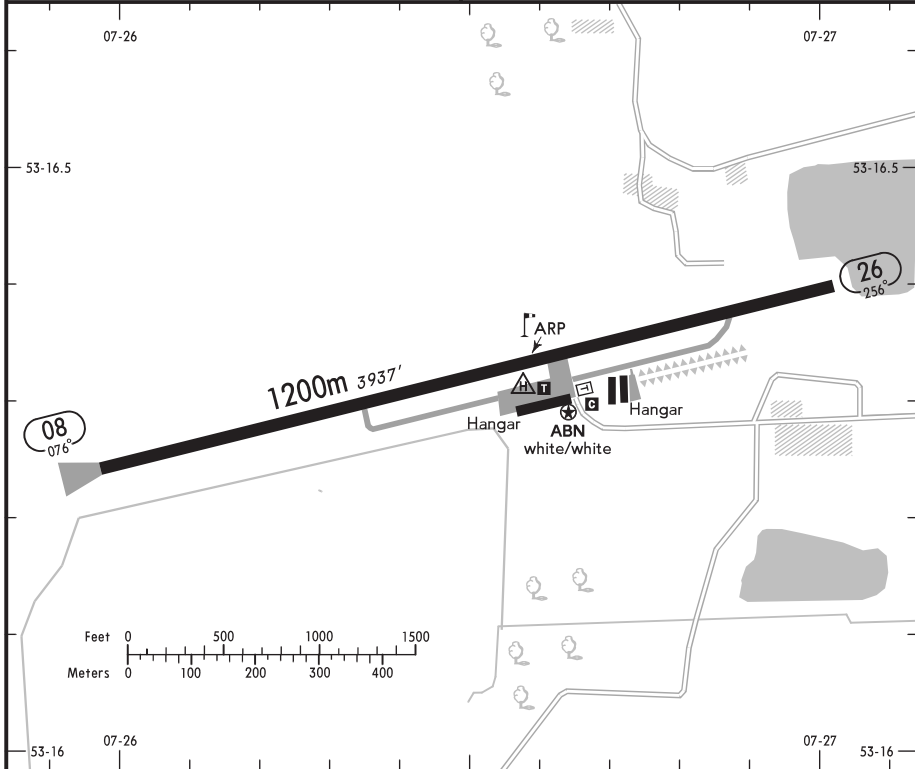 07-26 07-27
53-16.5 53-16.5
26
256°
ARP
1200m 3937'
H T T
C
Hangar Hangar
08
076°
ABN
white/white
Feet 0 500 1000 1500
Meters 0 100 200 300 400
07-26 07-27
53-16 53-16